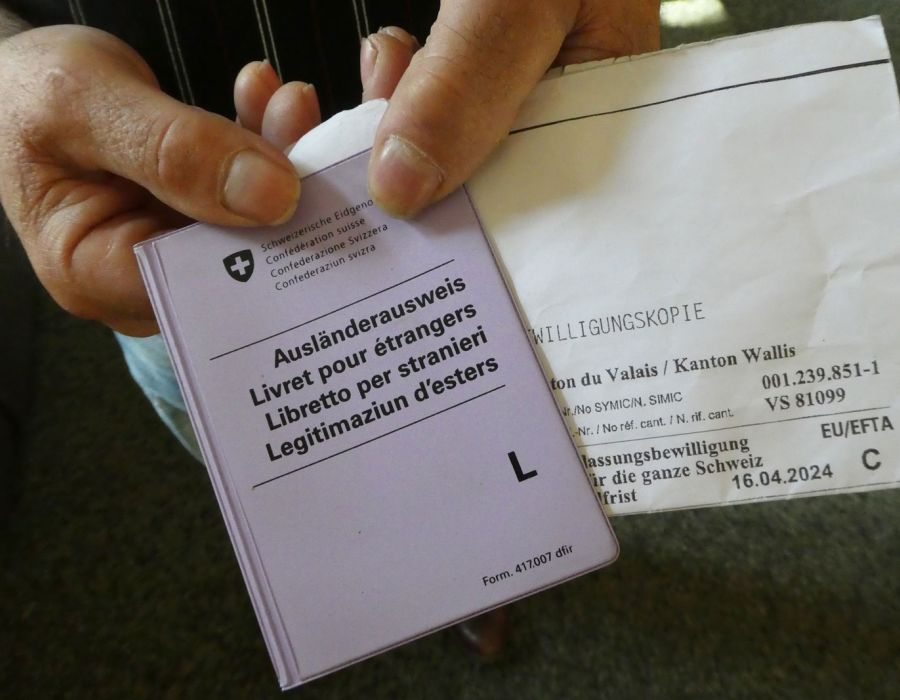 Schweizerische Eidgeno
Confédération suisse
Confederazione Svizzera
Confederaziun svizra
Ausländerausweis
Livret pour étrangers
Libretto per stranieri
Legitimaziun d'esters
L
Form. 417.007 dfir
WILLIGUNGSKOPIE
ton du Valais / Kanton Wallis
Nr./No SYMIC/N. SIMIC 001.239.851-1
-Nr. / No réf. cant. / N. rif. cant. VS 81099
EU/EFTA
lassungsbewilligung
ür die ganze Schweiz C
lfrist 16.04.2024